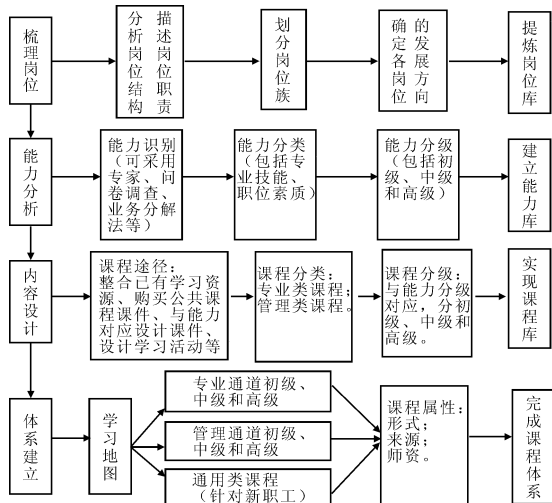 梳理岗位
分析岗位结构
描述岗位职责
划分岗位族
确定各岗位
的发展方向
提炼岗位库
能力分析
能力识别
（可采用
专家、问
卷调查、
业务分解
法等）
能力分类
（包括专
业技能、
职位素质）
能力分级
（包括初
级、中级
和高级）
建立能力库
内容设计
课程途径：
整合已有学习资
源、购买公共课
程课件、与能力
对应设计课件、
设计学习活动等
课程分类：
专业类课程；
管理类课程。
课程分级：
与能力分级
对应，分初
级、中级和
高级。
实现课程库
体系建立
学习地图
专业通道初级、
中级和高级
管理通道初级、
中级和高级
通用类课程
（针对新职工）
课程属性：
形式；
来源；
师资。
完成课程体系